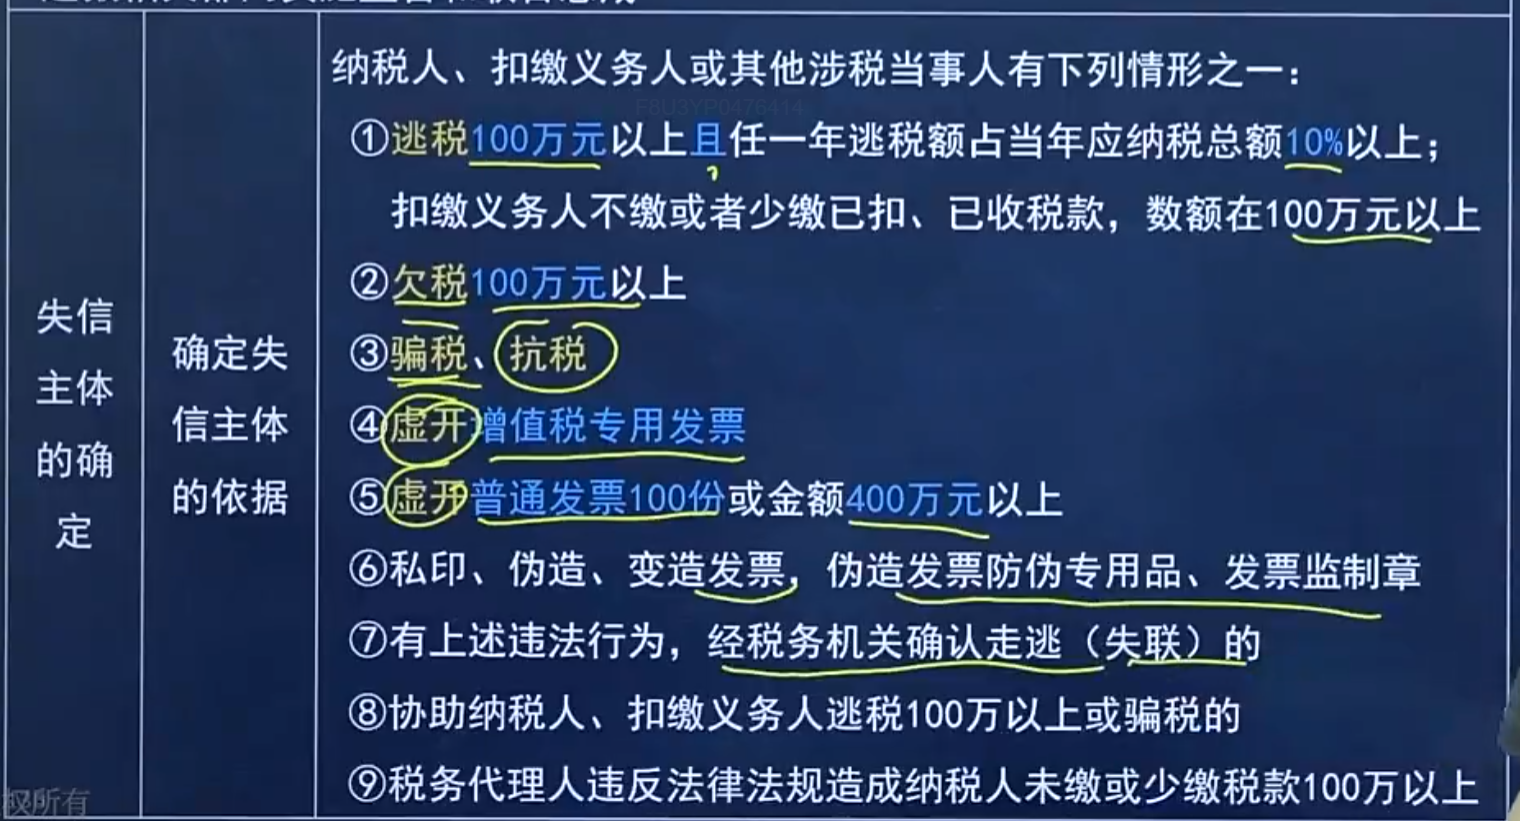 纳税人、扣缴义务人或其他涉税当事人有下列情形之一：
F8U3YP0476414
①逃税100万元以上且任一年逃税额占当年应纳税总额10%以上；
扣缴义务人不缴或者少缴已扣、已收税款，数额在100万元以上
②欠税100万元以上
③骗税、抗税
④虚开增值税专用发票
⑤虚开普通发票100份或金额400万元以上
⑥私印、伪造、变造发票，伪造发票防伪专用品、发票监制章
⑦有上述违法行为，经税务机关确认走逃（失联）的
⑧协助纳税人、扣缴义务人逃税100万以上或骗税的
⑨税务代理人违反法律法规造成纳税人未缴或少缴税款100万以上
失信
主体
的确
定
确定失
信主体
的依据
权所有